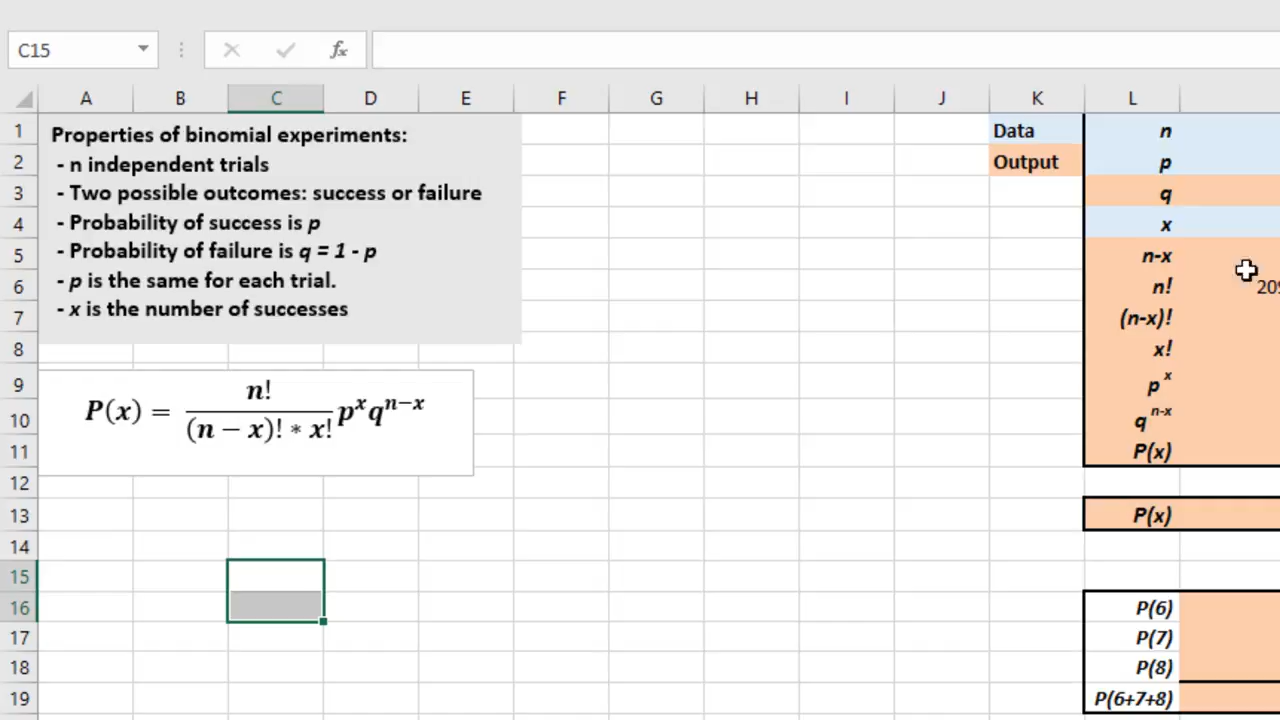 C15
fx
A B C D E F G H I J K L
1
2
3
4
5
6
7
8
9
10
11
12
13
14
15
16
17
18
19
Properties of binomial experiments:
- n independent trials
- Two possible outcomes: success or failure
- Probability of success is p
- Probability of failure is q = 1 - p
- p is the same for each trial.
- x is the number of successes
P(x) = n! / ((n − x)! * x!) p^x q^(n−x)
Data
Output
n
p
q
x
n-x
n! 209
(n-x)!
x!
p^x
q^n-x
P(x)
P(x)
P(6)
P(7)
P(8)
P(6+7+8)